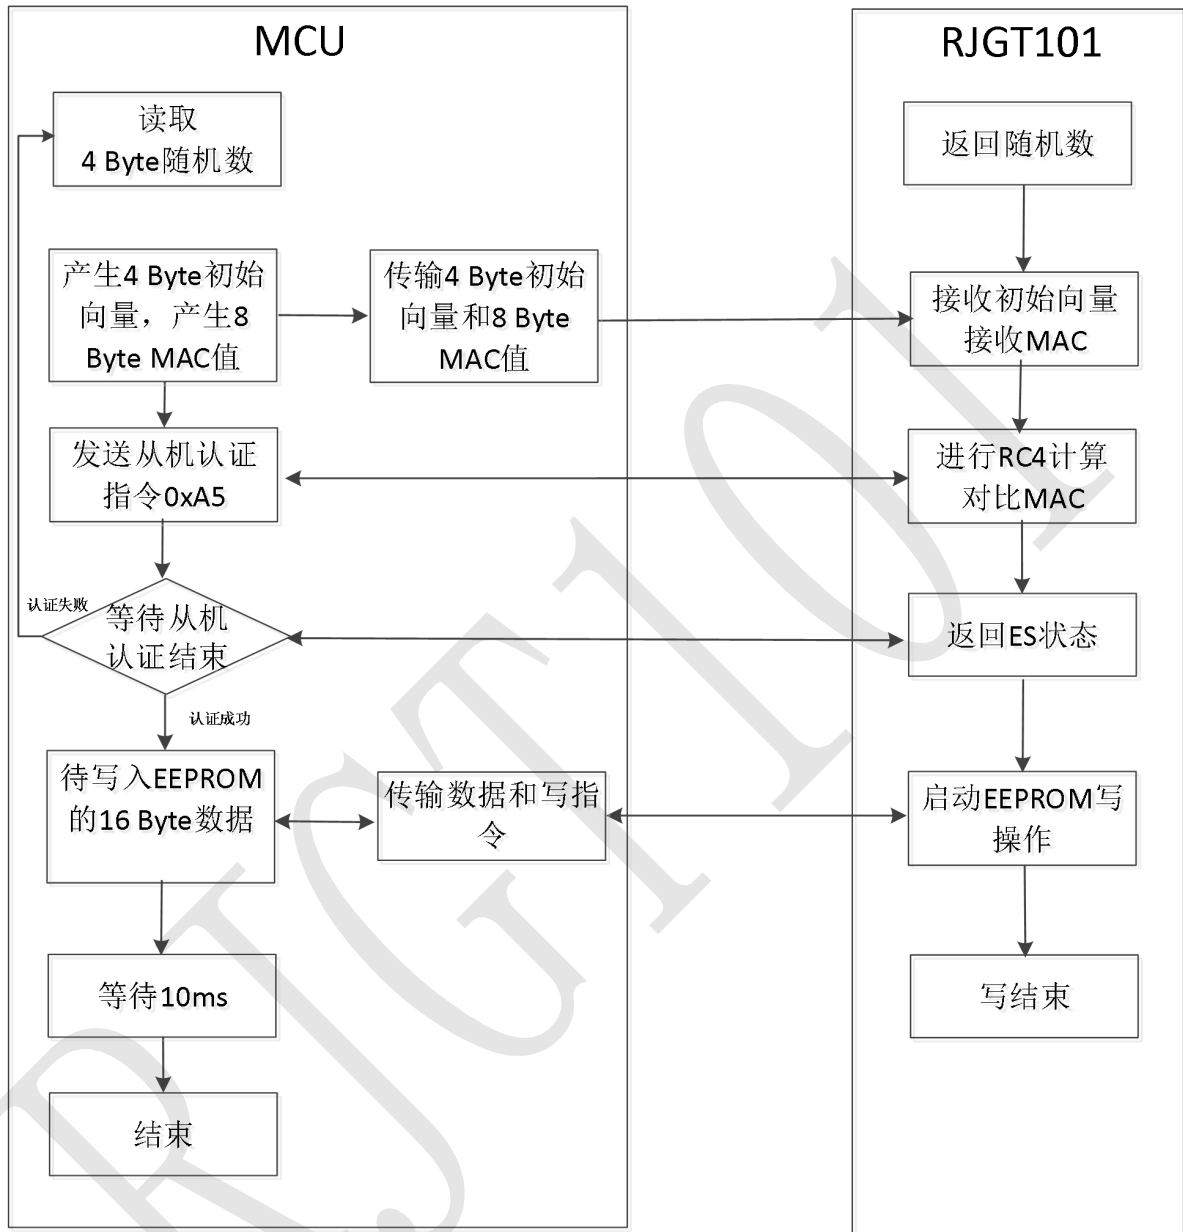 MCU
读取
4 Byte随机数
产生4 Byte初始
向量，产生8
Byte MAC值
传输4 Byte初始
向量和8 Byte
MAC值
发送从机认证
指令0xA5
认证失败
等待从机
认证结束
认证成功
待写入EEPROM
的16 Byte数据
传输数据和写指
令
等待10ms
结束
RJGT101
返回随机数
接收初始向量
接收MAC
进行RC4计算
对比MAC
返回ES状态
启动EEPROM写
操作
写结束
RJGT101